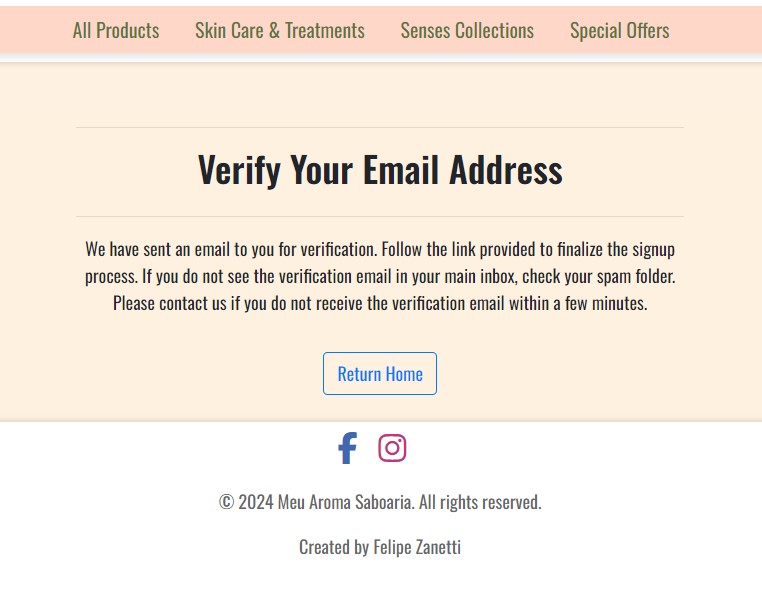 All Products Skin Care & Treatments Senses Collections Special Offers
Verify Your Email Address
We have sent an email to you for verification. Follow the link provided to finalize the signup
process. If you do not see the verification email in your main inbox, check your spam folder.
Please contact us if you do not receive the verification email within a few minutes.
Return Home
© 2024 Meu Aroma Saboaria. All rights reserved.
Created by Felipe Zanetti